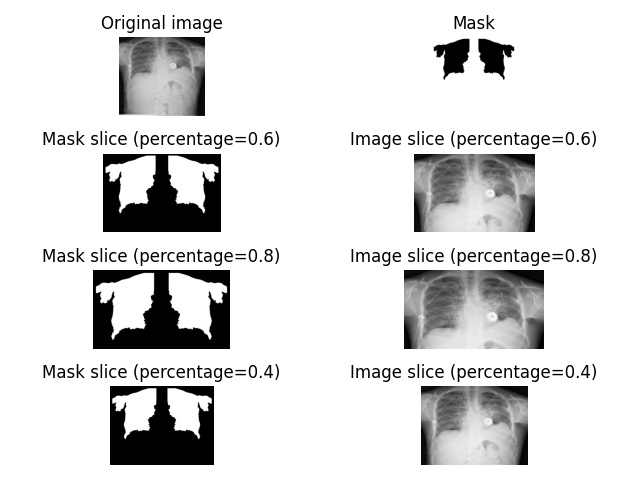 Original image
Mask
Mask slice (percentage=0.6)
Image slice (percentage=0.6)
Mask slice (percentage=0.8)
Image slice (percentage=0.8)
Mask slice (percentage=0.4)
Image slice (percentage=0.4)